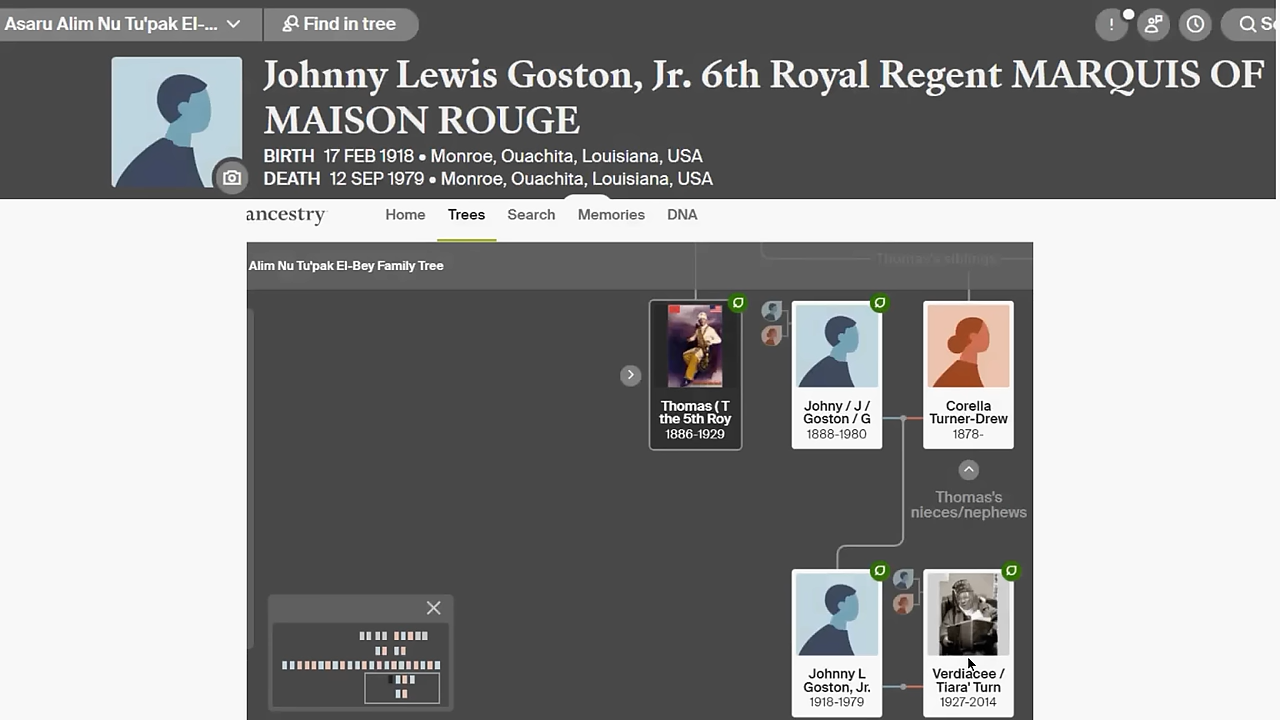 Asaru Alim Nu Tu'pak El-...
Find in tree
Johnny Lewis Goston, Jr. 6th Royal Regent MARQUIS OF
MAISON ROUGE
BIRTH 17 FEB 1918 • Monroe, Ouachita, Louisiana, USA
DEATH 12 SEP 1979 • Monroe, Ouachita, Louisiana, USA
ancestry
Home
Trees
Search
Memories
DNA
Alim Nu Tu'pak El-Bey Family Tree
Thomas's siblings
Thomas ( T
the 5th Roy
1886-1929
Johny / J /
Goston / G
1888-1980
Corella
Turner-Drew
1878-
Thomas's
nieces/nephews
Johnny L
Goston, Jr.
1918-1979
Verdiacee /
Tiara' Turn
1927-2014